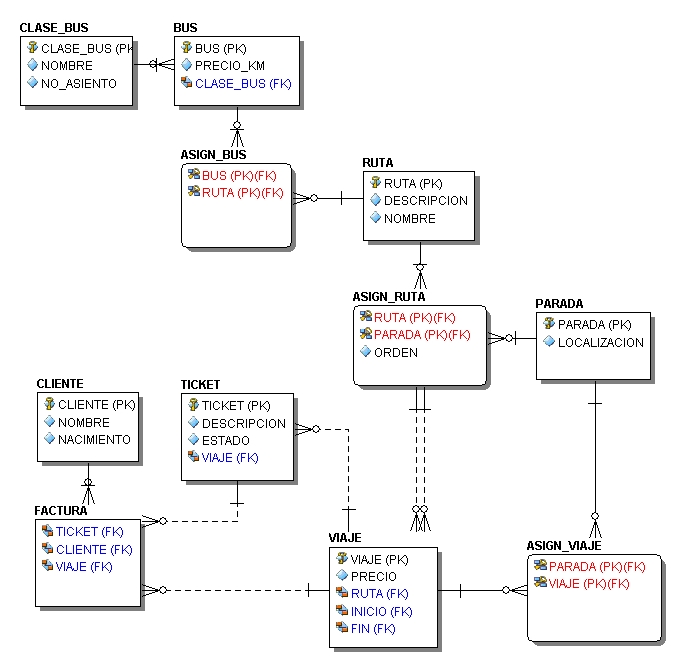 CLASE_BUS
CLASE_BUS (PK
NOMBRE
NO_ASIENTO
BUS
BUS (PK)
PRECIO_KM
CLASE_BUS (FK)
ASIGN_BUS
BUS (PK)(FK)
RUTA (PK)(FK)
RUTA
RUTA (PK)
DESCRIPCION
NOMBRE
ASIGN_RUTA
RUTA (PK)(FK)
PARADA (PK)(FK)
ORDEN
PARADA
PARADA (PK)
LOCALIZACION
CLIENTE
CLIENTE (PK)
NOMBRE
NACIMIENTO
TICKET
TICKET (PK)
DESCRIPCION
ESTADO
VIAJE (FK)
FACTURA
TICKET (FK)
CLIENTE (FK)
VIAJE (FK)
VIAJE
VIAJE (PK)
PRECIO
RUTA (FK)
INICIO (FK)
FIN (FK)
ASIGN_VIAJE
PARADA (PK)(FK)
VIAJE (PK)(FK)